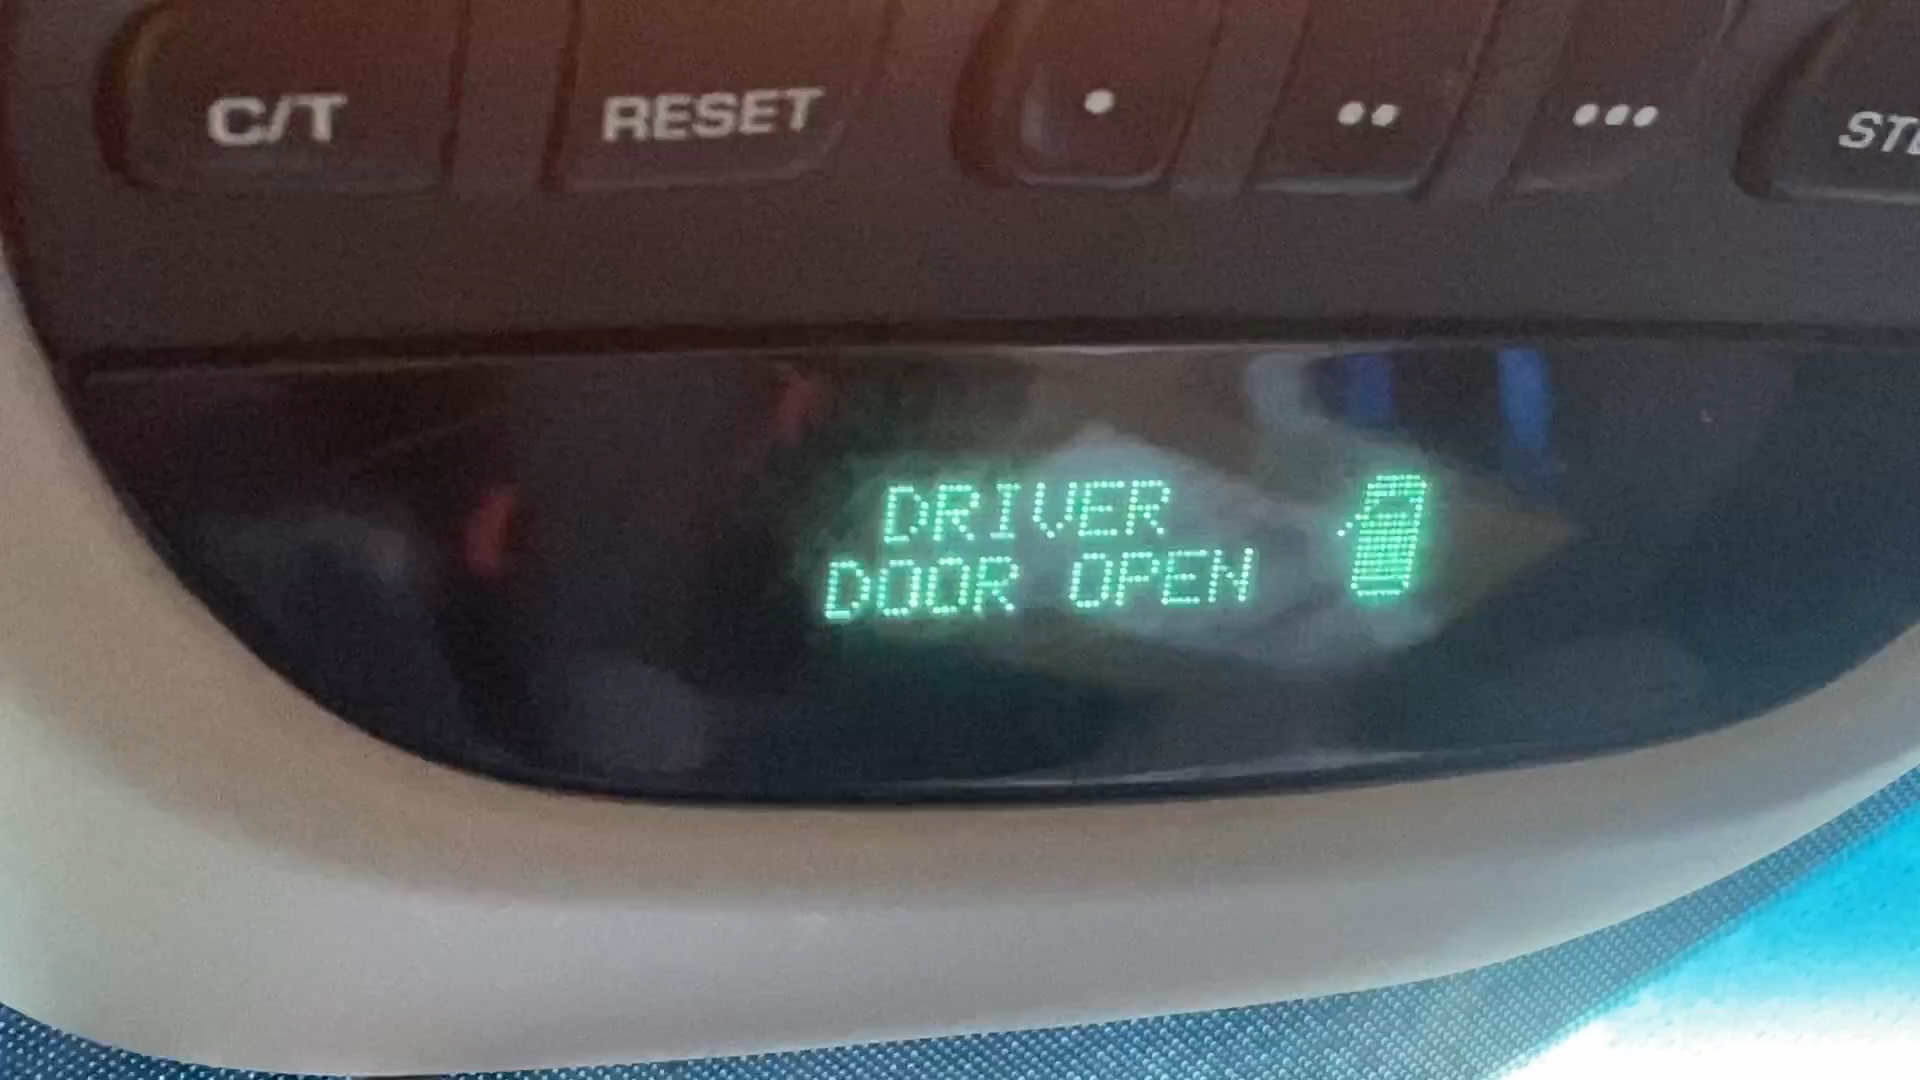 C/T RESET • •• •••
DRIVER
DOOR OPEN